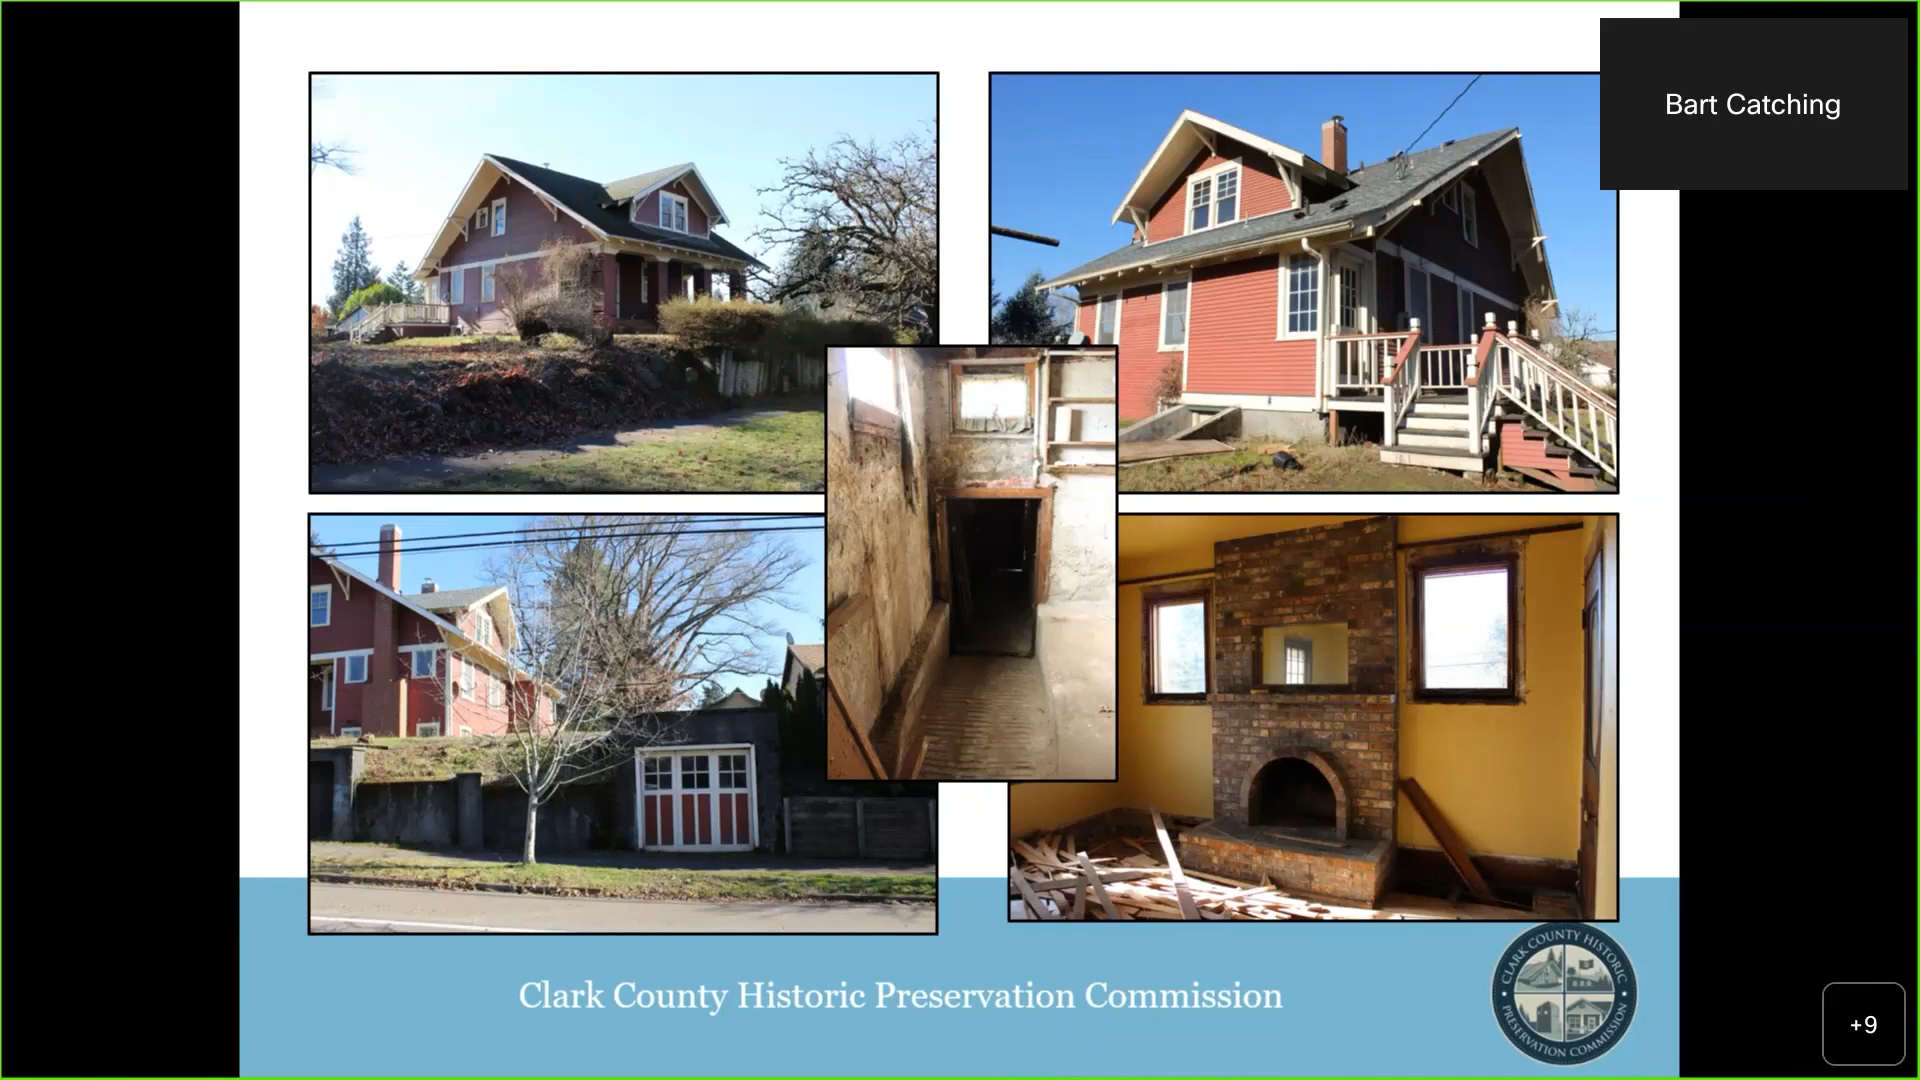 Bart Catching
Clark County Historic Preservation Commission
CLARK COUNTY HISTORIC
PRESERVATION COMMISSION
+9